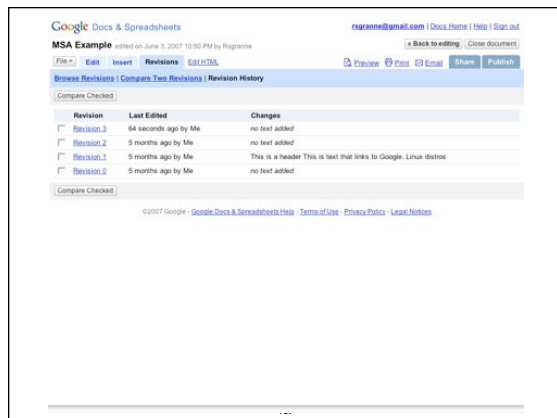 Google Docs & Spreadsheets
rsgranne@gmail.com | Docs Home | Help | Sign out
MSA Example edited on June 3, 2007 10:50 PM by Rsgranne
« Back to editing Close document
File Edit Insert Revisions Edit HTML Preview Print Email Share Publish
Browse Revisions | Compare Two Revisions | Revision History
Compare Checked
Revision Last Edited Changes
Revision 3 64 seconds ago by Me no text added
Revision 2 5 months ago by Me no text added
Revision 1 5 months ago by Me This is a header This is text that links to Google. Linux distros
Revision 0 5 months ago by Me no text added
Compare Checked
©2007 Google - Google Docs & Spreadsheets Help - Terms of Use - Privacy Policy - Legal Notices